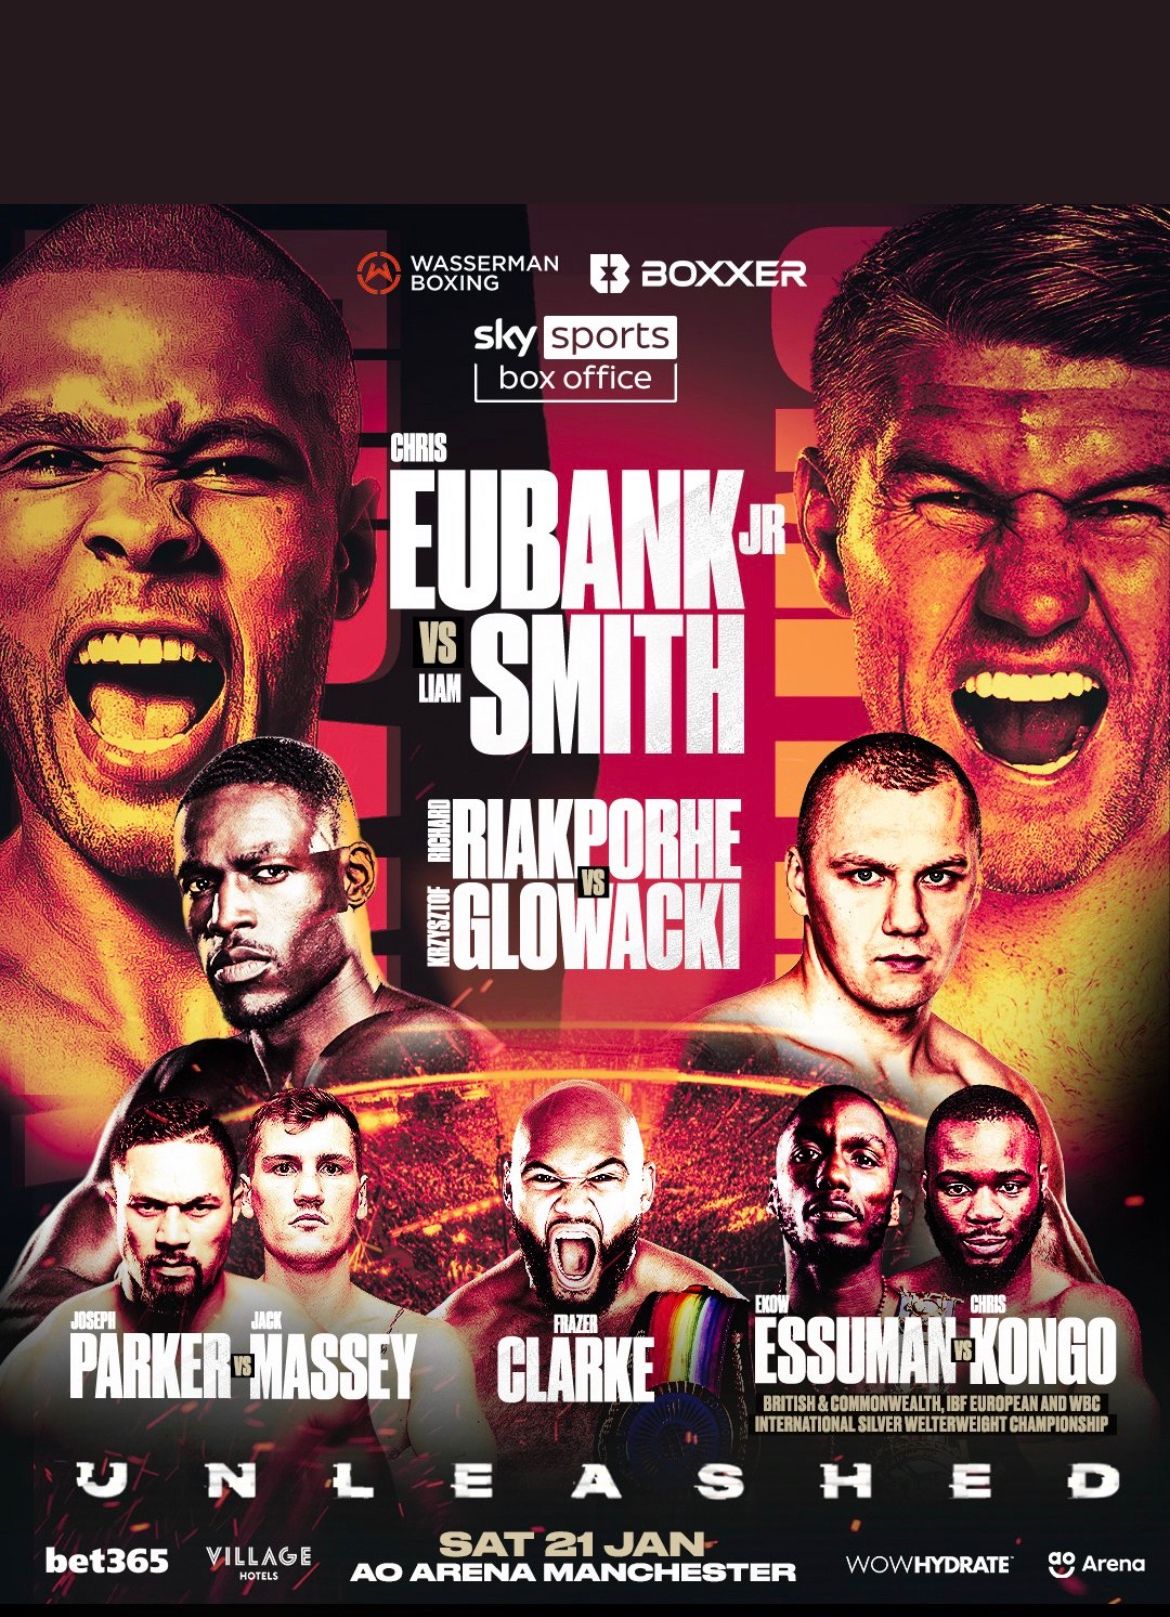 WASSERMAN
BOXING
BOXXER
sky sports
box office
CHRIS
EUBANK JR
VS
LIAM
SMITH
RICHARD
RIAKPORHE
VS
KRZYSZTOF
GLOWACKI
JOSEPH
PARKER
VS
JACK
MASSEY
FRAZER
CLARKE
EKOW
ESSUMAN
VS
CHRIS
KONGO
BRITISH & COMMONWEALTH, IBF EUROPEAN AND WBC
INTERNATIONAL SILVER WELTERWEIGHT CHAMPIONSHIP
UNLEASHED
SAT 21 JAN
AO ARENA MANCHESTER
bet365
VILLAGE
HOTELS
WOWHYDRATE
ao Arena